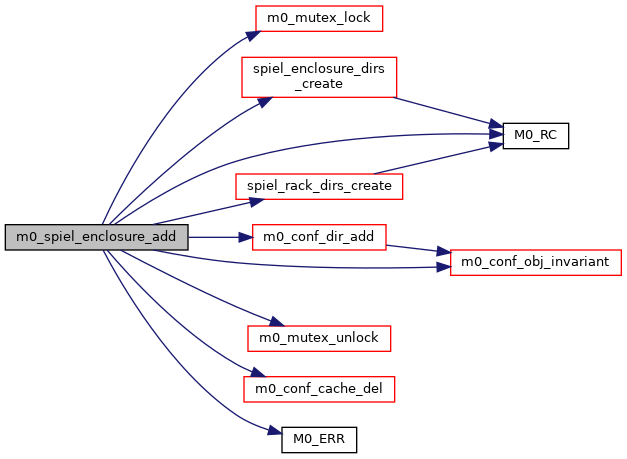 m0_mutex_lock
spiel_enclosure_dirs
_create
M0_RC
spiel_rack_dirs_create
m0_spiel_enclosure_add
m0_conf_dir_add
m0_conf_obj_invariant
m0_mutex_unlock
m0_conf_cache_del
M0_ERR